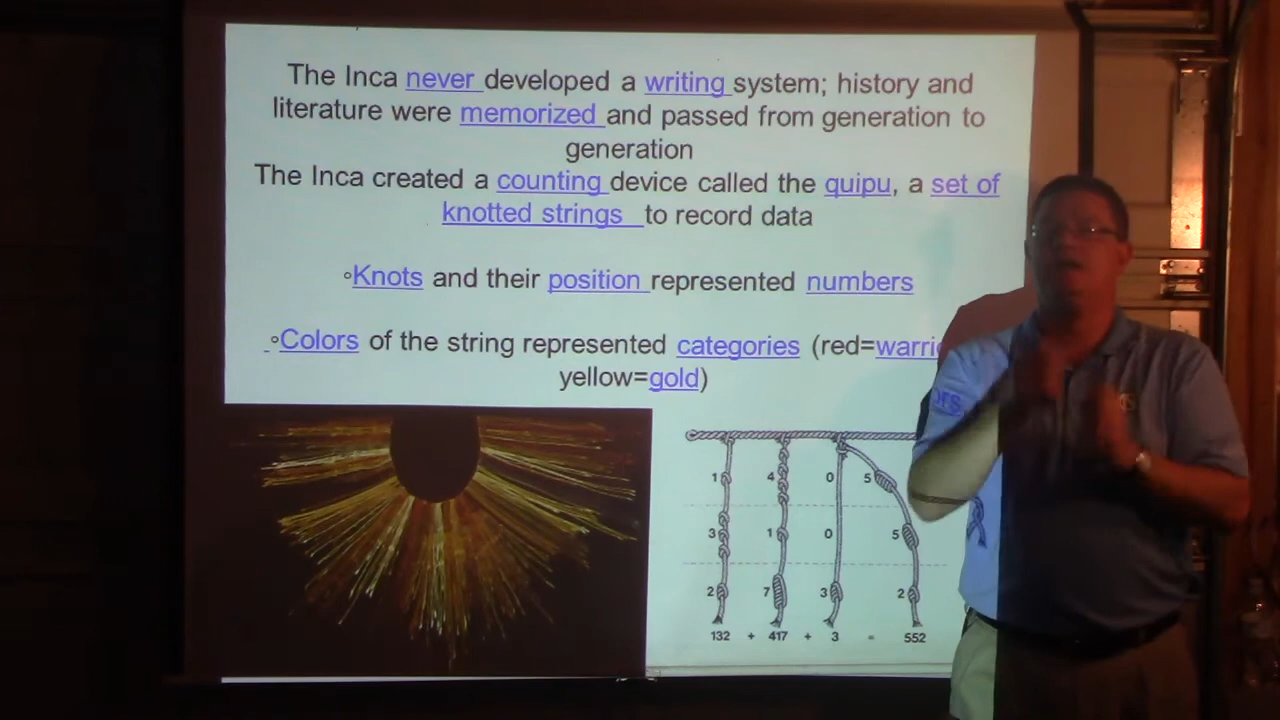 The Inca never developed a writing system; history and
literature were memorized and passed from generation to
generation
The Inca created a counting device called the quipu, a set of
knotted strings to record data
◦Knots and their position represented numbers
◦Colors of the string represented categories (red=warriors
yellow=gold)
1 4 0 5
3 1 0 5
2 7 3 2
132 + 417 + 3 = 552